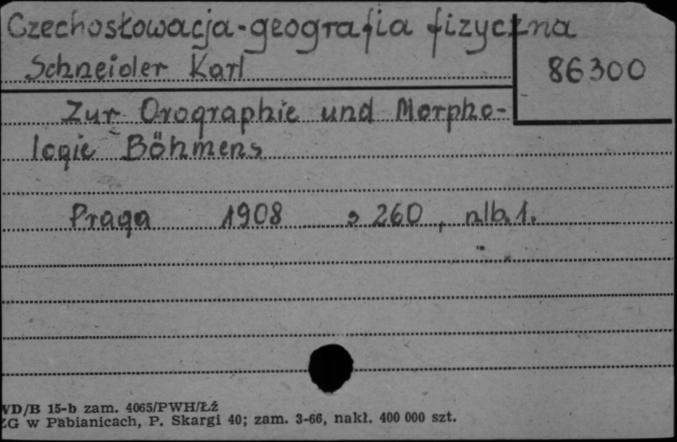 Czechosłowacja-geografia fizyczna
Schneider Karl
86300
Zur Orographie und Morpho-
logie Böhmens
Praga 1908 s 260, nlb.1.
VD/B 15-b zam. 4065/PWH/Łż
ZG w Pabianicach, P. Skargi 40; zam. 3-66, nakł. 400 000 szt.